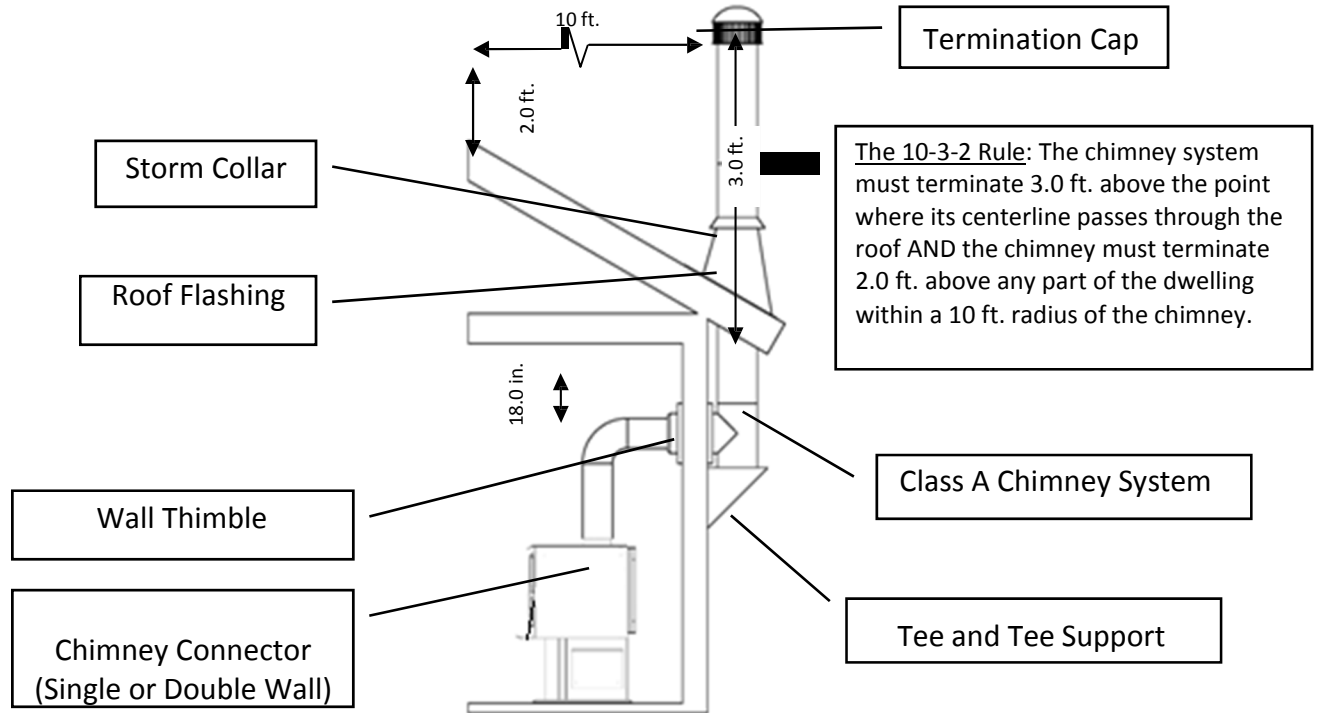 10 ft.
Termination Cap
2.0 ft.
Storm Collar
3.0 ft.
The 10-3-2 Rule: The chimney system
must terminate 3.0 ft. above the point
where its centerline passes through the
roof AND the chimney must terminate
2.0 ft. above any part of the dwelling
within a 10 ft. radius of the chimney.
Roof Flashing
18.0 in.
Class A Chimney System
Wall Thimble
Tee and Tee Support
Chimney Connector
(Single or Double Wall)